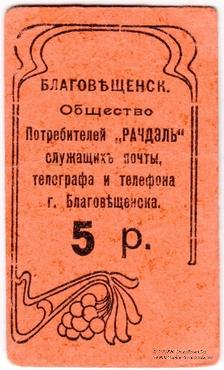 БЛАГОВѢЩЕНСК.
Общество
Потребителей „РАЧДЭЛЬ"
служащихъ почты,
телеграфа и телефона
г. Благовѣщенска.
5 р.